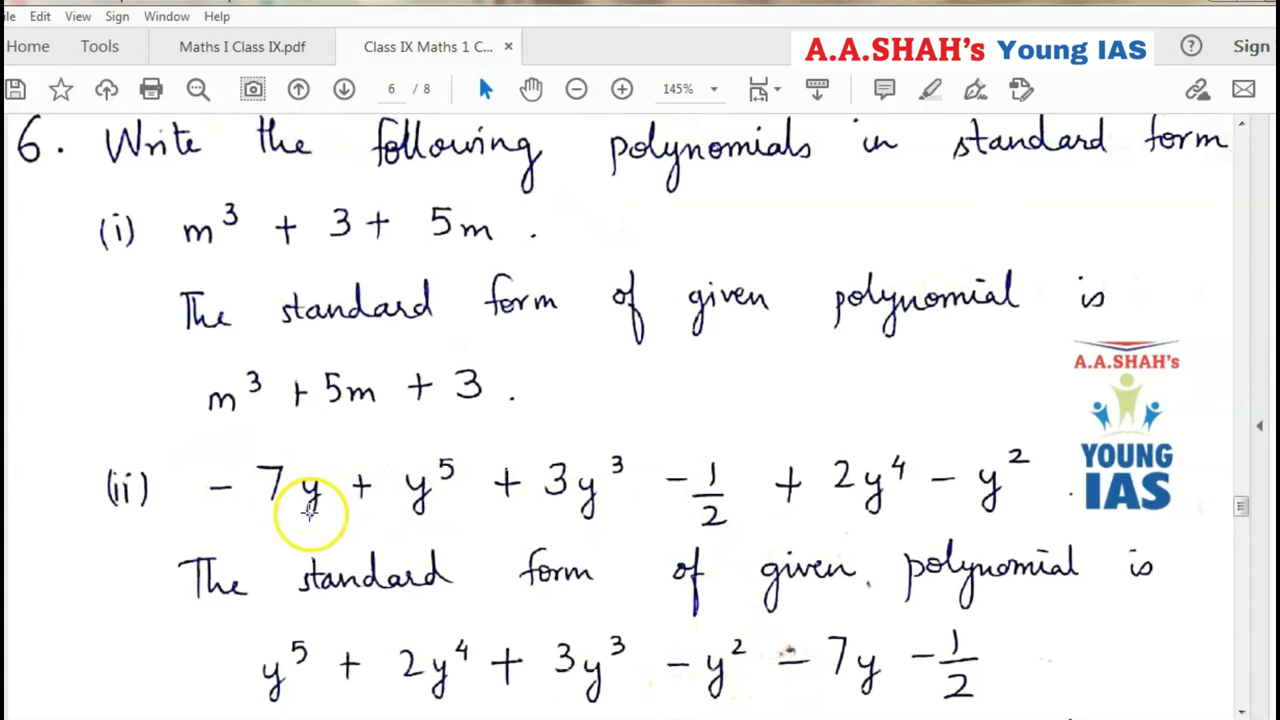 ile Edit View Sign Window Help
Home Tools Maths I Class IX.pdf Class IX Maths 1 C... × A.A.SHAH's Young IAS ? Sign
6 / 8 145%
6. Write the following polynomials in standard form
(i) m³ + 3 + 5m .
The standard form of given polynomial is
m³ + 5m + 3 .
A.A.SHAH's
YOUNG
IAS
(ii) - 7y + y⁵ + 3y³ - 1/2 + 2y⁴ - y² .
The standard form of given polynomial is
y⁵ + 2y⁴ + 3y³ - y² - 7y - 1/2